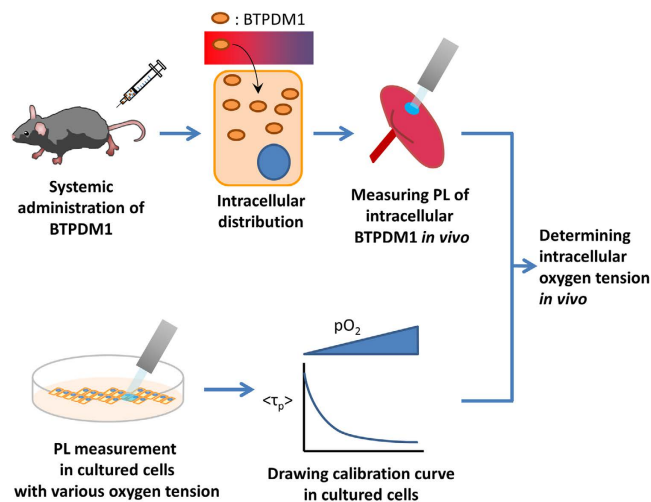 : BTPDM1
Systemic
administration of
BTPDM1
Intracellular
distribution
Measuring PL of
intracellular
BTPDM1 in vivo
Determining
intracellular
oxygen tension
in vivo
PL measurement
in cultured cells
with various oxygen tension
pO₂
<τₚ>
Drawing calibration curve
in cultured cells